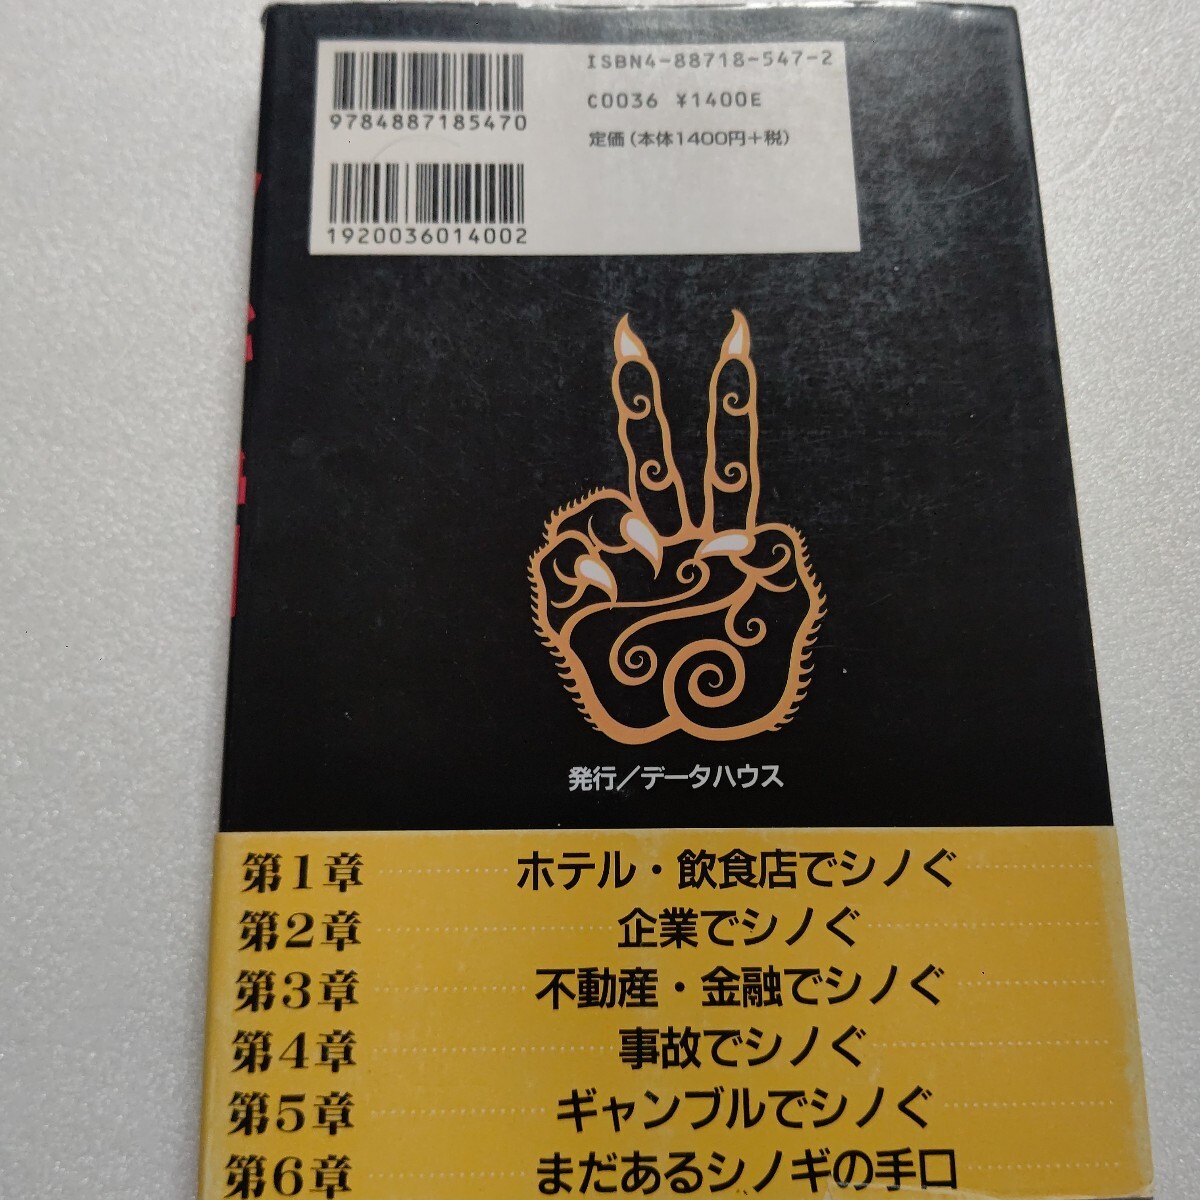 ISBN4-88718-547-2
C0036 ¥1400E
定価(本体1400円+税)
9784887185470
1920036014002
発行/データハウス
第1章 ホテル・飲食店でシノぐ
第2章 企業でシノぐ
第3章 不動産・金融でシノぐ
第4章 事故でシノぐ
第5章 ギャンブルでシノぐ
第6章 まだあるシノギの手口